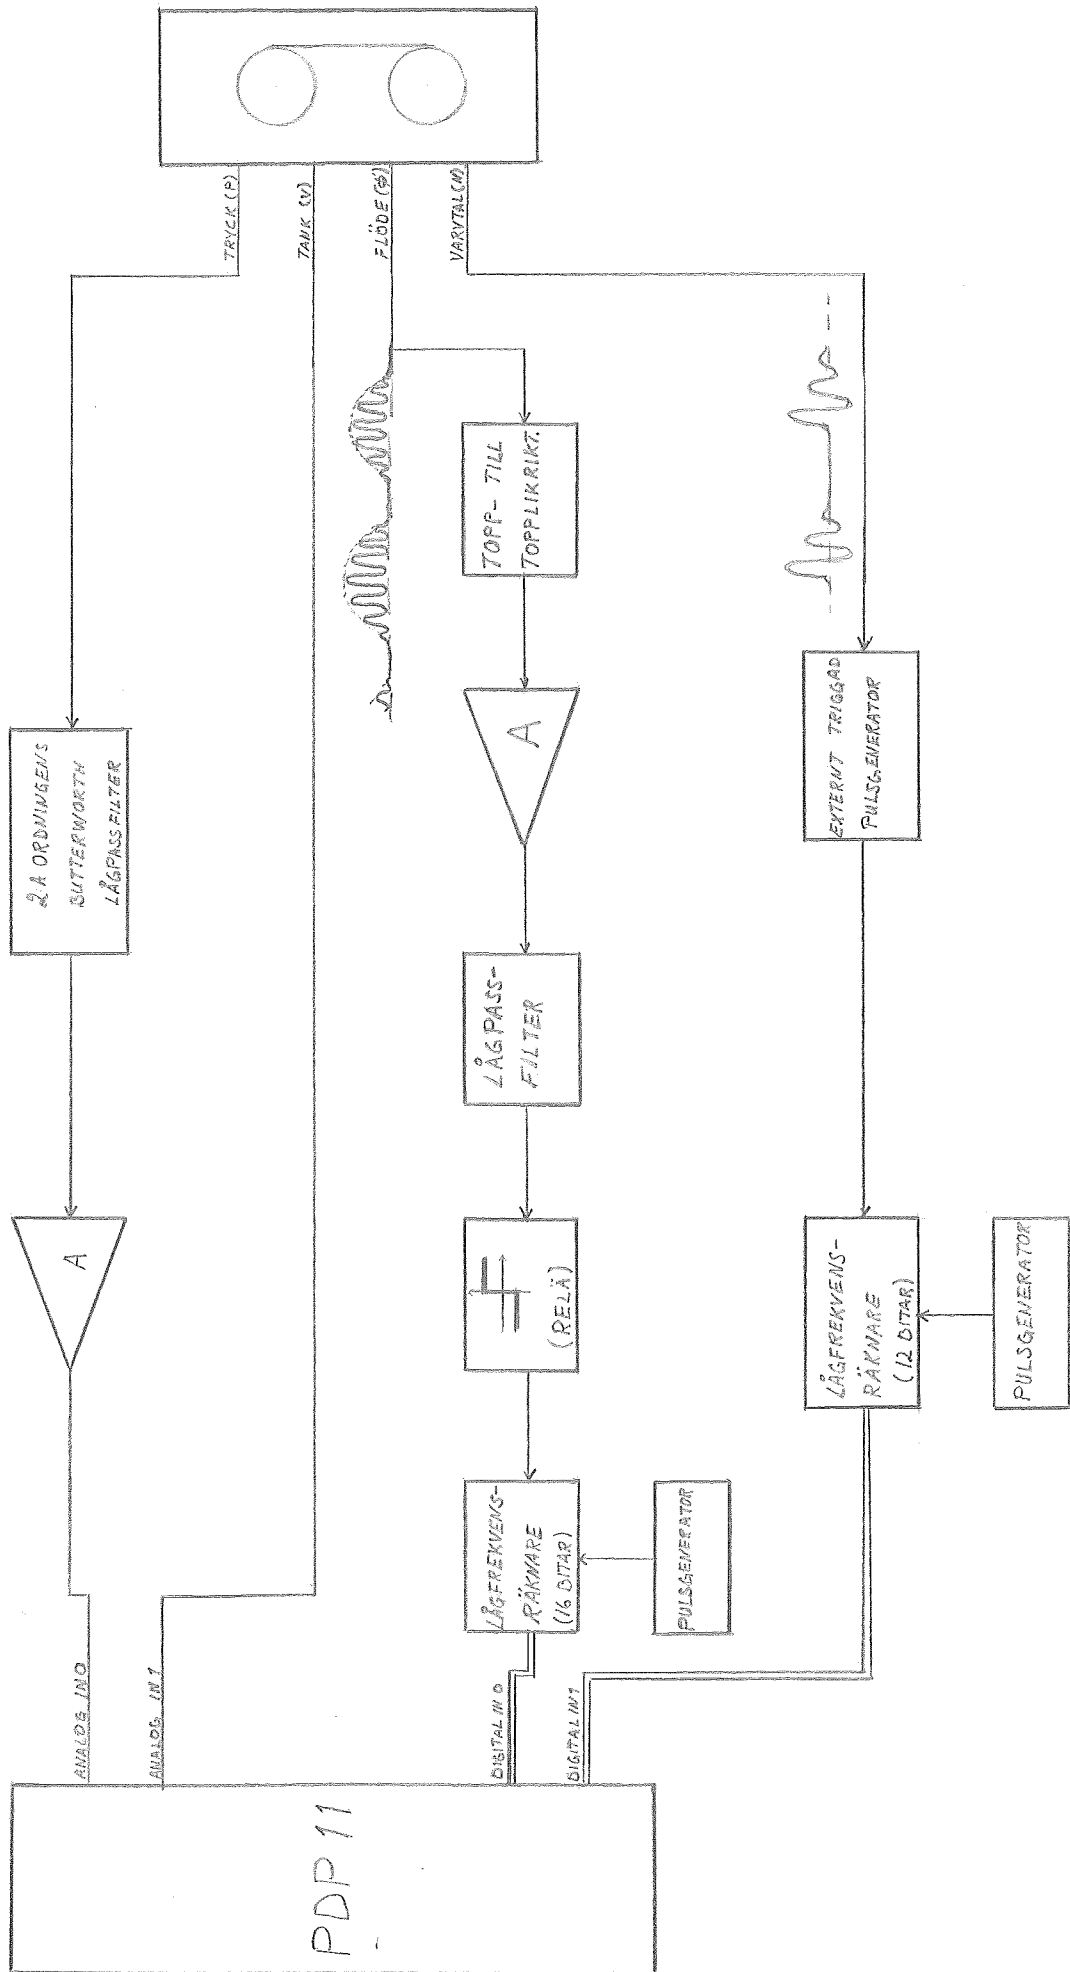 TRYCK (P)
TANK (V)
FLÖDE (Φ)
VARVTAL (N)
2:A ORDNINGENS
BUTTERWORTH
LÅGPASSFILTER
A
ANALOG IN 0
ANALOG IN 1
TOPP- TILL
TOPPLIKRIKT.
A
LÅGPASS-
FILTER
(RELÄ)
LÅGFREKVENS-
RÄKNARE
(16 BITAR)
PULSGENERATOR
DIGITAL IN 0
EXTERNT TRIGGAD
PULSGENERATOR
LÅGFREKVENS-
RÄKNARE
(12 BITAR)
PULSGENERATOR
DIGITAL IN 1
PDP 11